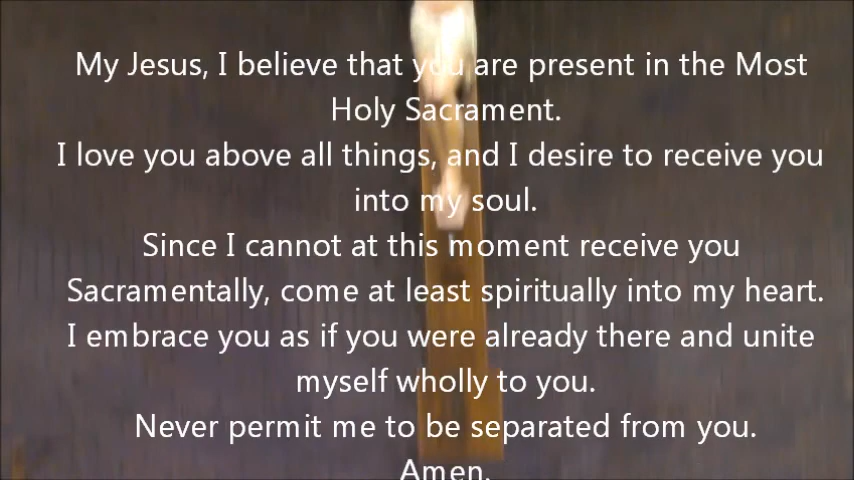 My Jesus, I believe that you are present in the Most
Holy Sacrament.
I love you above all things, and I desire to receive you
into my soul.
Since I cannot at this moment receive you
Sacramentally, come at least spiritually into my heart.
I embrace you as if you were already there and unite
myself wholly to you.
Never permit me to be separated from you.
Amen.